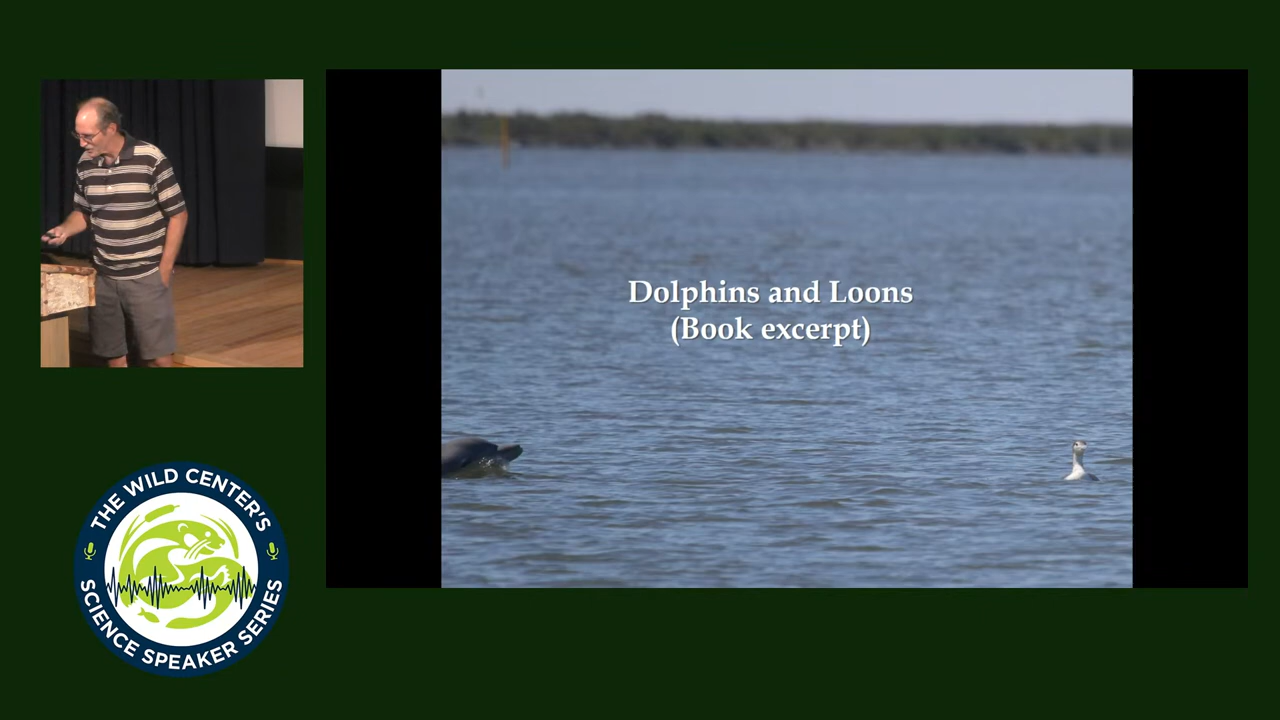 Dolphins and Loons
(Book excerpt)
THE WILD CENTER'S
SCIENCE SPEAKER SERIES